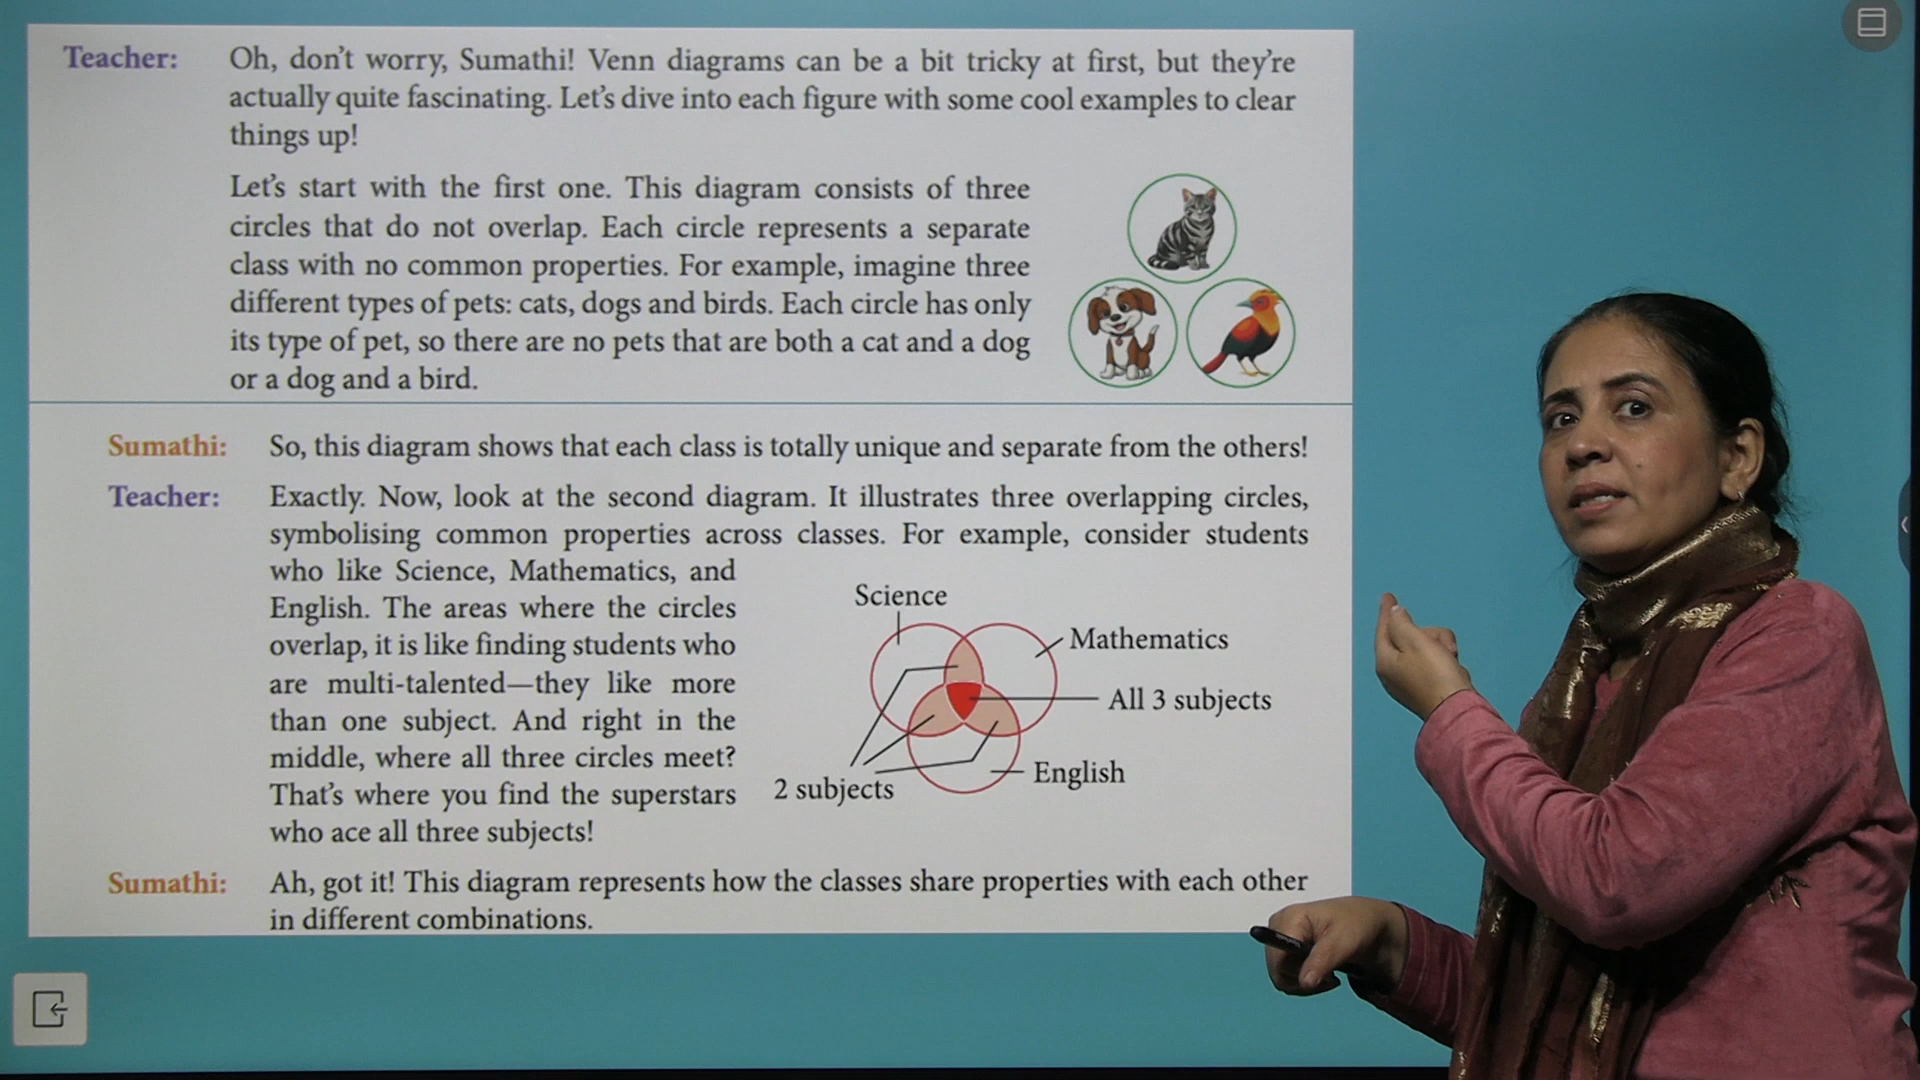 Teacher: Oh, don't worry, Sumathi! Venn diagrams can be a bit tricky at first, but they're
actually quite fascinating. Let's dive into each figure with some cool examples to clear
things up!
Let's start with the first one. This diagram consists of three
circles that do not overlap. Each circle represents a separate
class with no common properties. For example, imagine three
different types of pets: cats, dogs and birds. Each circle has only
its type of pet, so there are no pets that are both a cat and a dog
or a dog and a bird.
Sumathi: So, this diagram shows that each class is totally unique and separate from the others!
Teacher: Exactly. Now, look at the second diagram. It illustrates three overlapping circles,
symbolising common properties across classes. For example, consider students
who like Science, Mathematics, and
English. The areas where the circles
overlap, it is like finding students who
are multi-talented—they like more
than one subject. And right in the
middle, where all three circles meet?
That's where you find the superstars
who ace all three subjects!
Science
Mathematics
All 3 subjects
English
2 subjects
Sumathi: Ah, got it! This diagram represents how the classes share properties with each other
in different combinations.